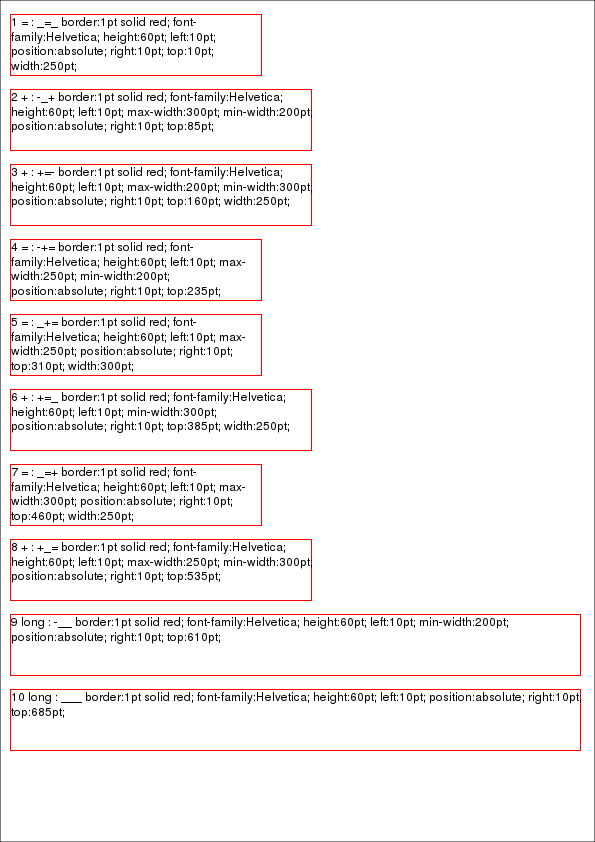 1 = : _=_ border:1pt solid red; font-
family:Helvetica; height:60pt; left:10pt;
position:absolute; right:10pt; top:10pt;
width:250pt;
2 + : -_+ border:1pt solid red; font-family:Helvetica;
height:60pt; left:10pt; max-width:300pt; min-width:200pt;
position:absolute; right:10pt; top:85pt;
3 + : +=- border:1pt solid red; font-family:Helvetica;
height:60pt; left:10pt; max-width:200pt; min-width:300pt;
position:absolute; right:10pt; top:160pt; width:250pt;
4 = : -+= border:1pt solid red; font-
family:Helvetica; height:60pt; left:10pt; max-
width:250pt; min-width:200pt;
position:absolute; right:10pt; top:235pt;
5 = : _+= border:1pt solid red; font-
family:Helvetica; height:60pt; left:10pt; max-
width:250pt; position:absolute; right:10pt;
top:310pt; width:300pt;
6 + : +=_ border:1pt solid red; font-family:Helvetica;
height:60pt; left:10pt; min-width:300pt;
position:absolute; right:10pt; top:385pt; width:250pt;
7 = : _=+ border:1pt solid red; font-
family:Helvetica; height:60pt; left:10pt; max-
width:300pt; position:absolute; right:10pt;
top:460pt; width:250pt;
8 + : +_= border:1pt solid red; font-family:Helvetica;
height:60pt; left:10pt; max-width:250pt; min-width:300pt;
position:absolute; right:10pt; top:535pt;
9 long : -__ border:1pt solid red; font-family:Helvetica; height:60pt; left:10pt; min-width:200pt;
position:absolute; right:10pt; top:610pt;
10 long : ___ border:1pt solid red; font-family:Helvetica; height:60pt; left:10pt; position:absolute; right:10pt;
top:685pt;